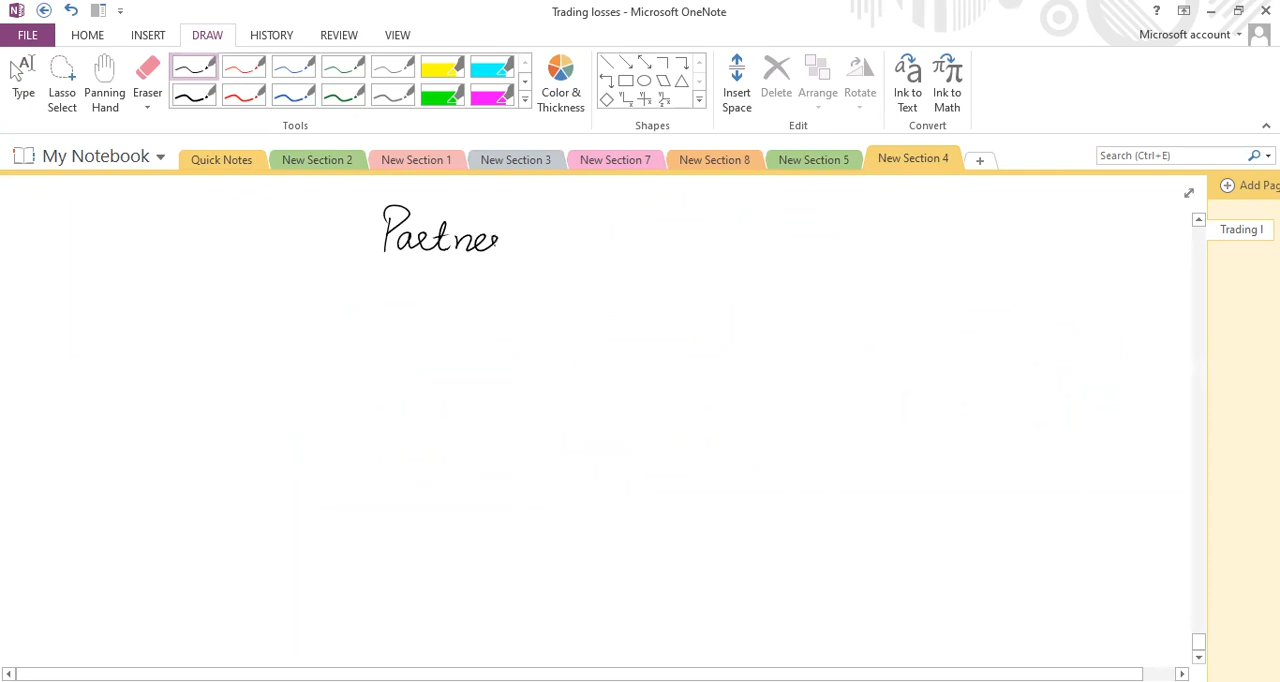 Trading losses - Microsoft OneNote
?
FILE HOME INSERT DRAW HISTORY REVIEW VIEW
Microsoft account
Type
Lasso Select
Panning Hand
Eraser
Color & Thickness
Insert Space
Delete
Arrange
Rotate
Ink to Text
Ink to Math
Tools Shapes Edit Convert
My Notebook Quick Notes New Section 2 New Section 1 New Section 3 New Section 7 New Section 8 New Section 5 New Section 4 + Search (Ctrl+E)
Add Pag
Trading l
Partner